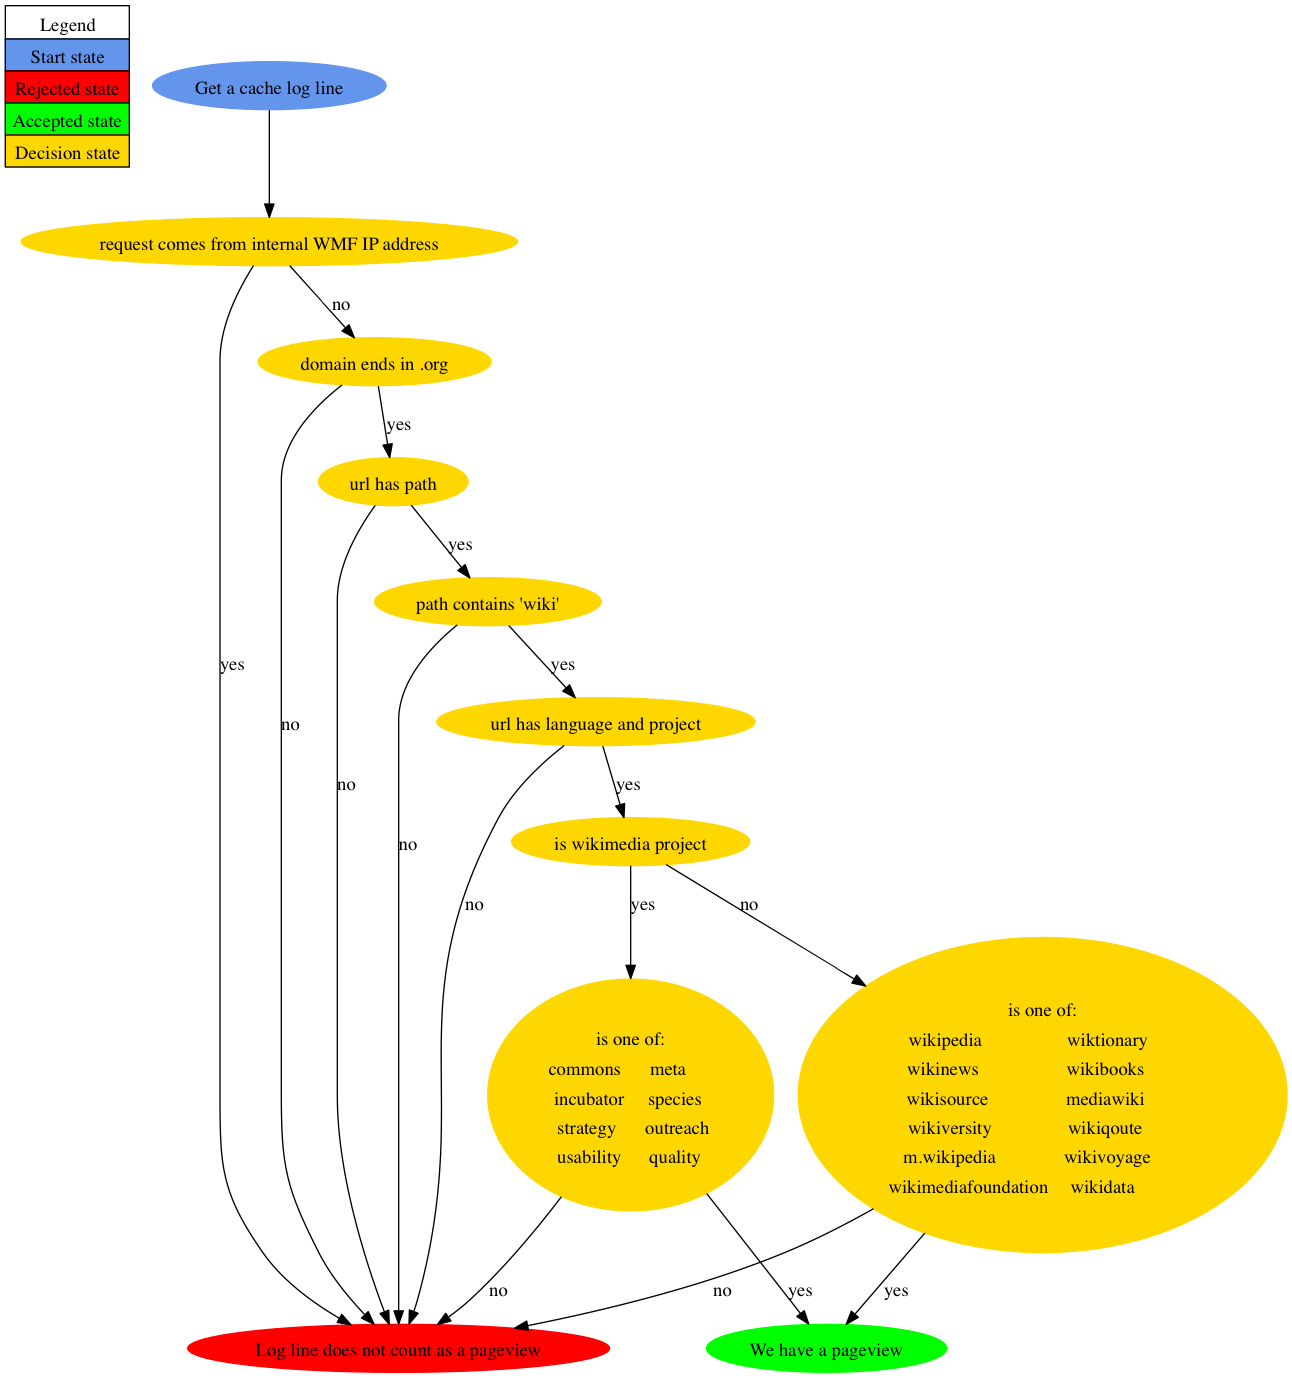 Legend
Start state
Rejected state
Accepted state
Decision state
Get a cache log line
request comes from internal WMF IP address
no
domain ends in .org
yes
url has path
yes
path contains 'wiki'
yes
yes
url has language and project
no
no
yes
is wikimedia project
no
no
yes
no
is one of:
commons meta
incubator species
strategy outreach
usability quality
is one of:
wikipedia wiktionary
wikinews wikibooks
wikisource mediawiki
wikiversity wikiqoute
m.wikipedia wikivoyage
wikimediafoundation wikidata
no
no
yes
yes
Log line does not count as a pageview
We have a pageview